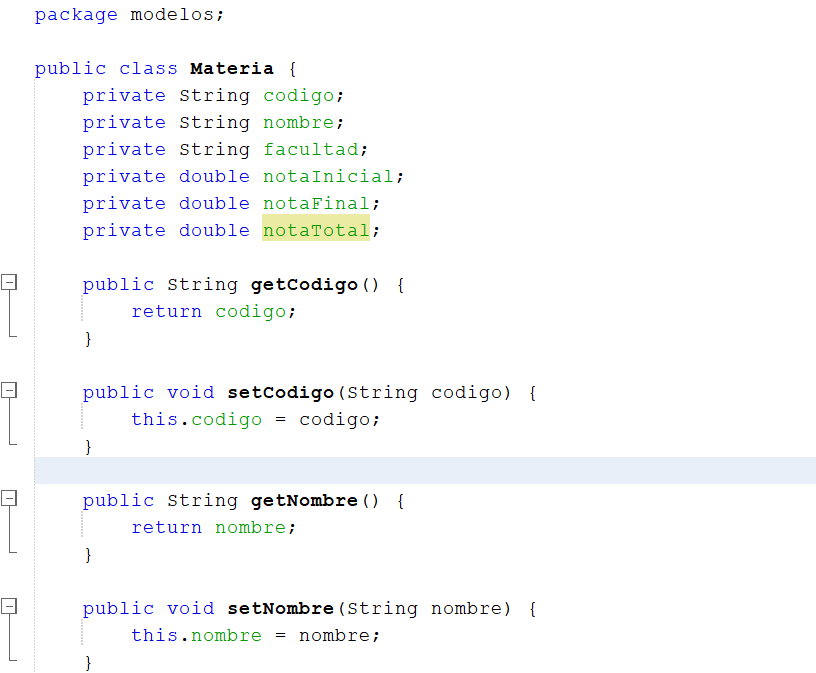 package modelos;
public class Materia {
private String codigo;
private String nombre;
private String facultad;
private double notaInicial;
private double notaFinal;
private double notaTotal;
public String getCodigo() {
return codigo;
}
public void setCodigo(String codigo) {
this.codigo = codigo;
}
public String getNombre() {
return nombre;
}
public void setNombre(String nombre) {
this.nombre = nombre;
}